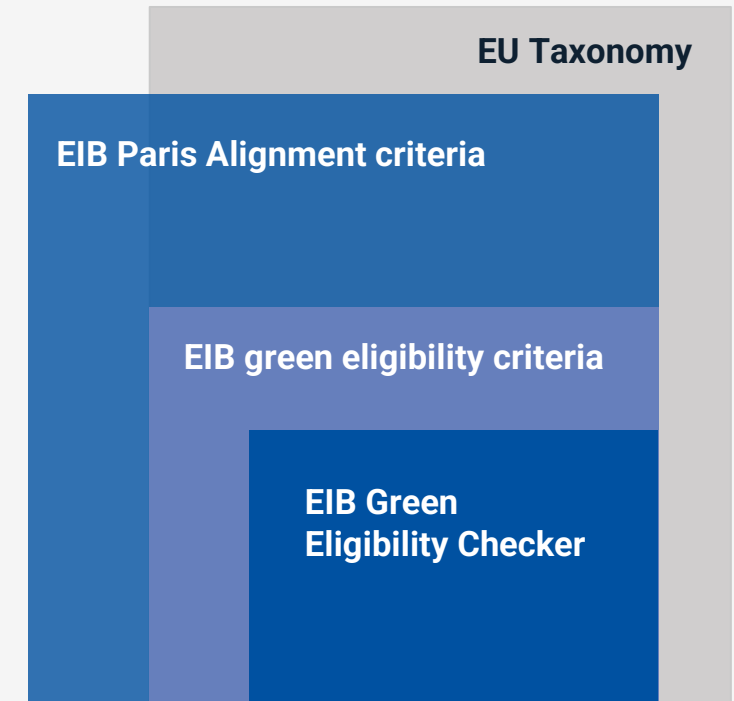 EU Taxonomy
EIB Paris Alignment criteria
EIB green eligibility criteria
EIB Green
Eligibility Checker